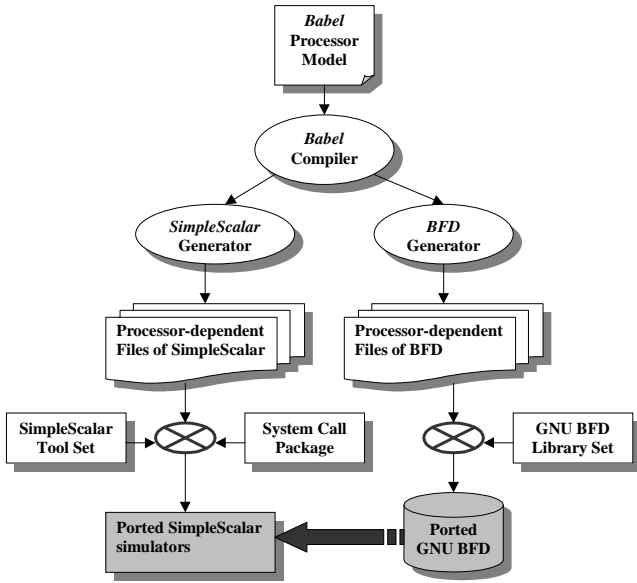 Babel
Processor
Model
Babel
Compiler
SimpleScalar
Generator
BFD
Generator
Processor-dependent
Files of SimpleScalar
Processor-dependent
Files of BFD
SimpleScalar
Tool Set
System Call
Package
GNU BFD
Library Set
Ported SimpleScalar
simulators
Ported
GNU BFD